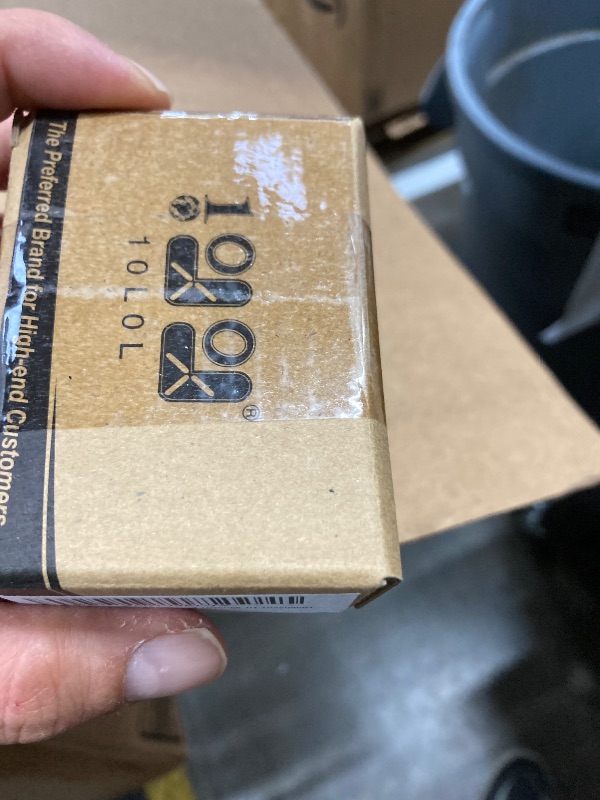 10L0L
®
10L0L
The Preferred Brand for High-end Customers